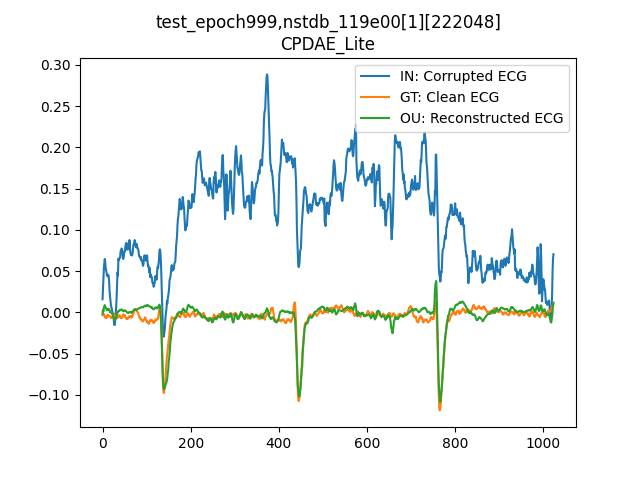 test_epoch999,nstdb_119e00[1][222048]
CPDAE_Lite
IN: Corrupted ECG
GT: Clean ECG
OU: Reconstructed ECG
0.30
0.25
0.20
0.15
0.10
0.05
0.00
−0.05
−0.10
0 200 400 600 800 1000